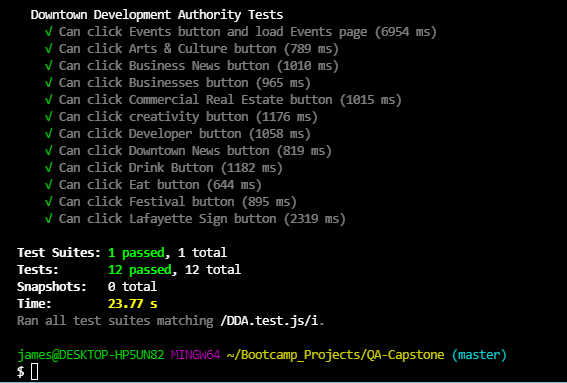 Downtown Development Authority Tests
√ Can click Events button and load Events page (6954 ms)
√ Can click Arts & Culture button (789 ms)
√ Can click Business News button (1010 ms)
√ Can click Businesses button (965 ms)
√ Can click Commercial Real Estate button (1015 ms)
√ Can click creativity button (1176 ms)
√ Can click Developer button (1058 ms)
√ Can click Downtown News button (819 ms)
√ Can click Drink Button (1182 ms)
√ Can click Eat button (644 ms)
√ Can click Festival button (895 ms)
√ Can click Lafayette Sign button (2319 ms)
Test Suites: 1 passed, 1 total
Tests: 12 passed, 12 total
Snapshots: 0 total
Time: 23.77 s
Ran all test suites matching /DDA.test.js/i.
james@DESKTOP-HP5UN82 MINGW64 ~/Bootcamp_Projects/QA-Capstone (master)
$